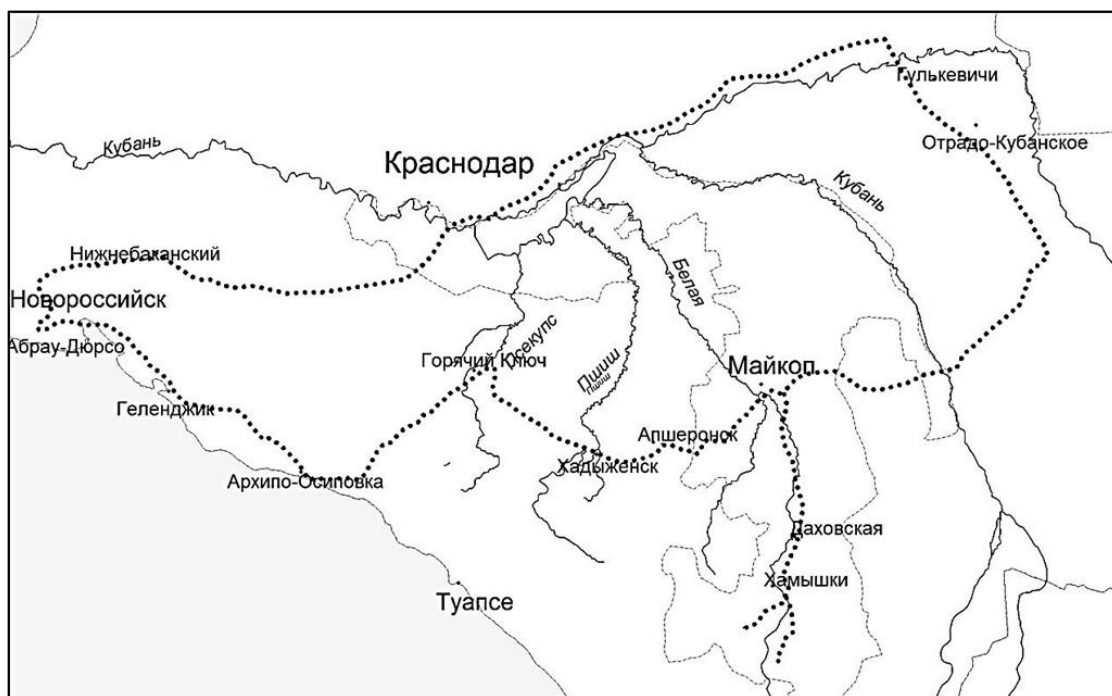 Гулькевичи
Кубань
Отрадо-Кубанское
Краснодар
Кубань
Нижнебаканский
Белая
Новороссийск
Абрау-Дюрсо
Псекупс
Горячий Ключ
Пшиш
Пшиш
Майкоп
Геленджик
Апшеронск
Хадыженск
Архипо-Осиповка
Даховская
Хамышки
Туапсе